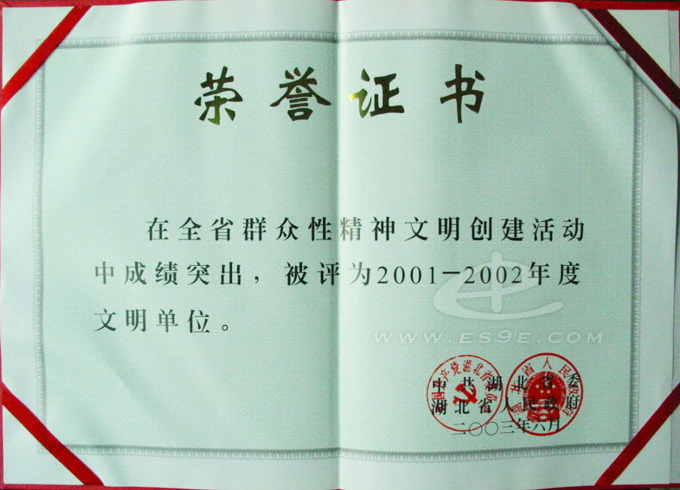 荣誉证书
在全省群众性精神文明创建活动
中成绩突出，被评为2001－2002年度
文明单位。
WWW.ES9E.COM
中共湖北省委
湖北省人民政府
二〇〇三年六月